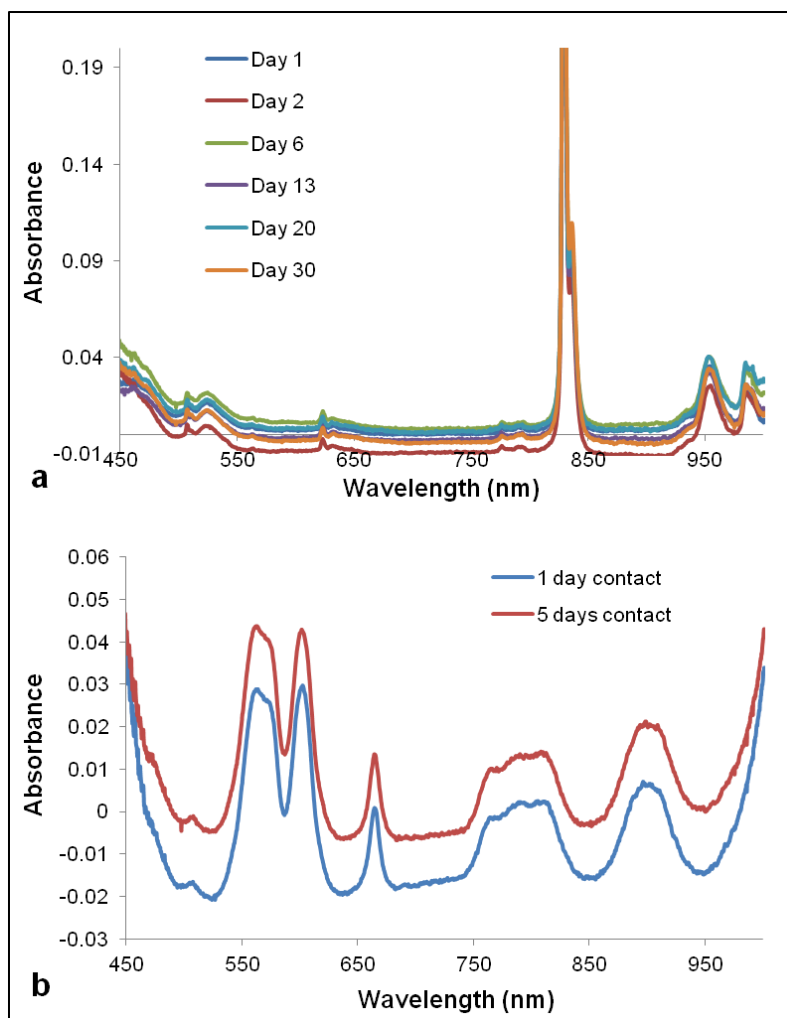 0.19
0.14
0.09
0.04
-0.01
Absorbance
Day 1
Day 2
Day 6
Day 13
Day 20
Day 30
450 550 650 750 850 950
Wavelength (nm)
a
0.06
0.05
0.04
0.03
0.02
0.01
0
-0.01
-0.02
-0.03
Absorbance
1 day contact
5 days contact
450 550 650 750 850 950
Wavelength (nm)
b